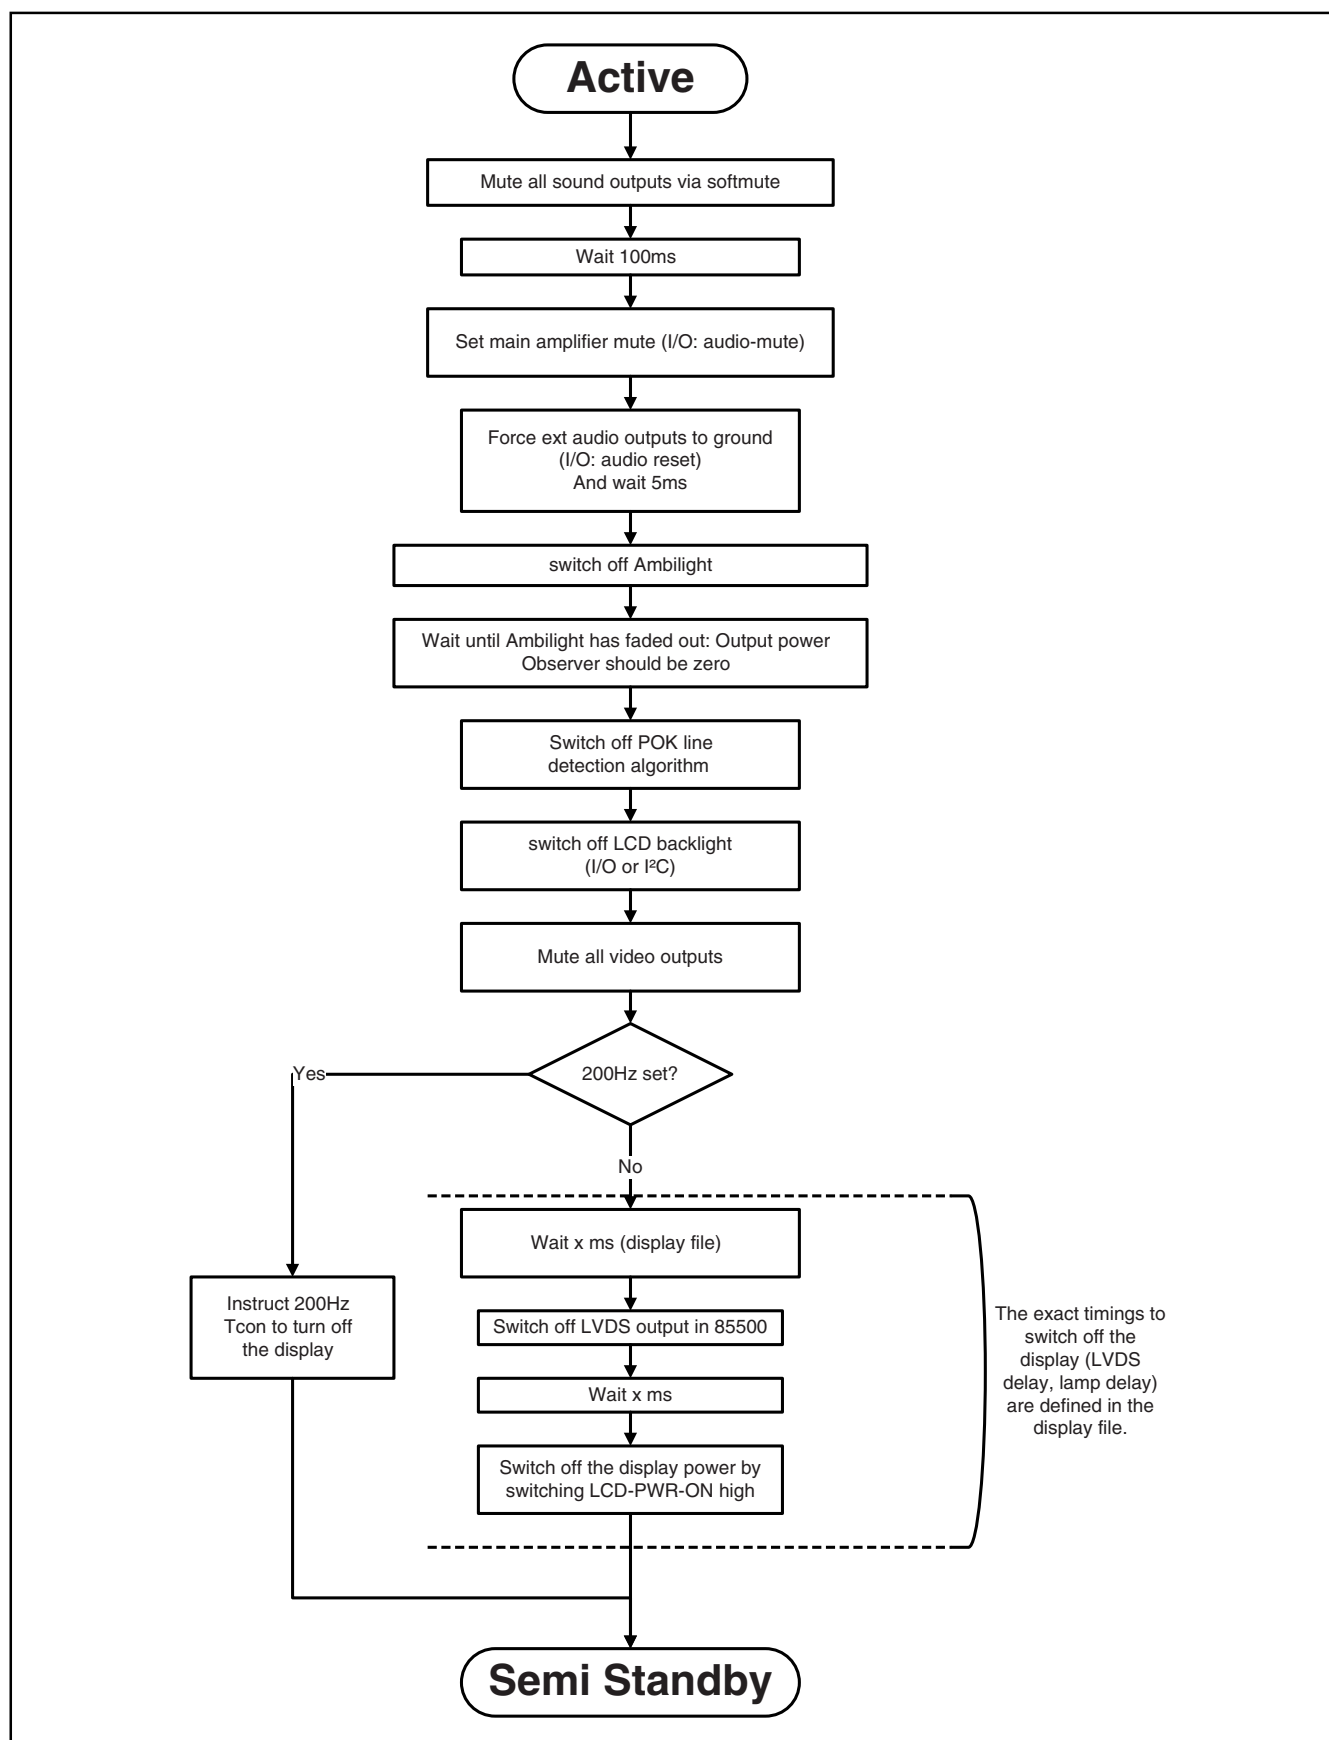 Active
Mute all sound outputs via softmute
Wait 100ms
Set main amplifier mute (I/O: audio-mute)
Force ext audio outputs to ground
(I/O: audio reset)
And wait 5ms
switch off Ambilight
Wait until Ambilight has faded out: Output power
Observer should be zero
Switch off POK line
detection algorithm
switch off LCD backlight
(I/O or I²C)
Mute all video outputs
200Hz set?
Yes
No
Wait x ms (display file)
Instruct 200Hz
Tcon to turn off
the display
Switch off LVDS output in 85500
Wait x ms
Switch off the display power by
switching LCD-PWR-ON high
The exact timings to
switch off the
display (LVDS
delay, lamp delay)
are defined in the
display file.
Semi Standby